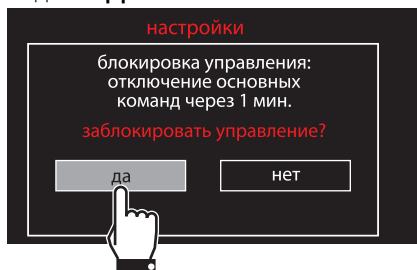 настройки
блокировка управления:
отключение основных
команд через 1 мин.
заблокировать управление?
да
нет